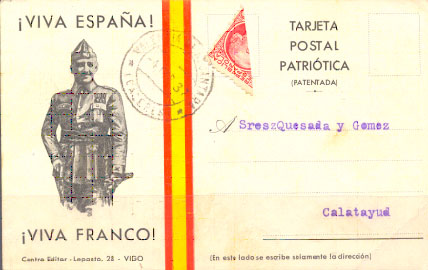 ¡VIVA ESPAÑA!
¡VIVA FRANCO!
Centro Editor - Lepanto, 28 - VIGO
TARJETA
POSTAL
PATRIÓTICA
(PATENTADA)
A SresQuesada y Gomez
Calatayud
(En este lado se escribe solamente la dirección)